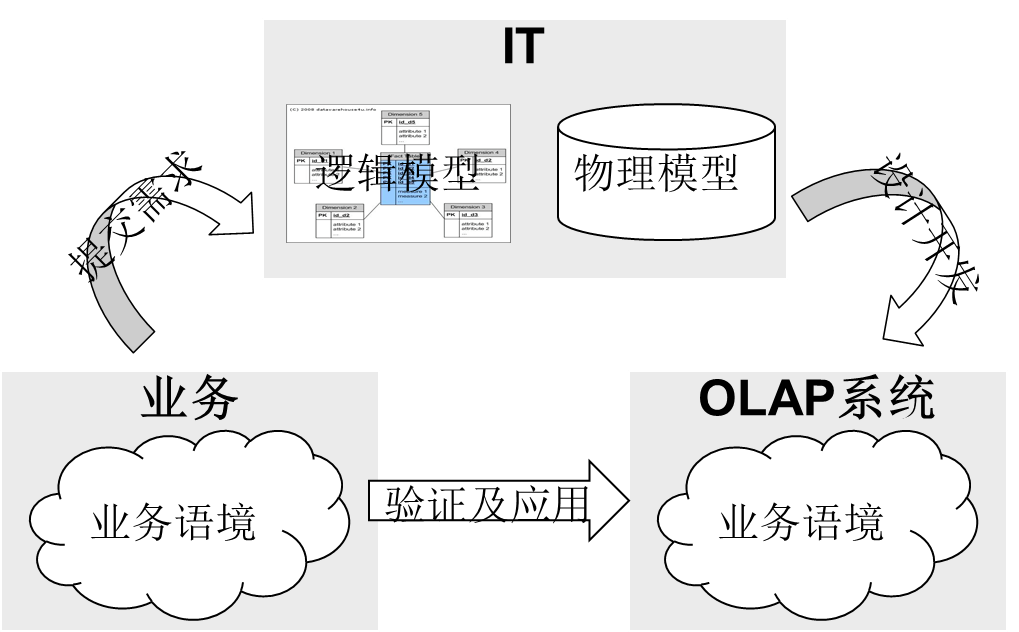 IT
(C) 2008 datawarehouse4u.info
Dimension 5
PK id_d5
attribute 1
attribute 2
...
Dimension 1
PK
Dimension 4
id_d2
attribute 1
attribute 2
...
逻辑模型
measure 1
measure 2
Dimension 2
PK id_d2
attribute 1
attribute 2
...
Dimension 3
PK id_d3
attribute 1
attribute 2
...
物理模型
提交需求
设计开发
业务
业务语境
验证及应用
OLAP系统
业务语境